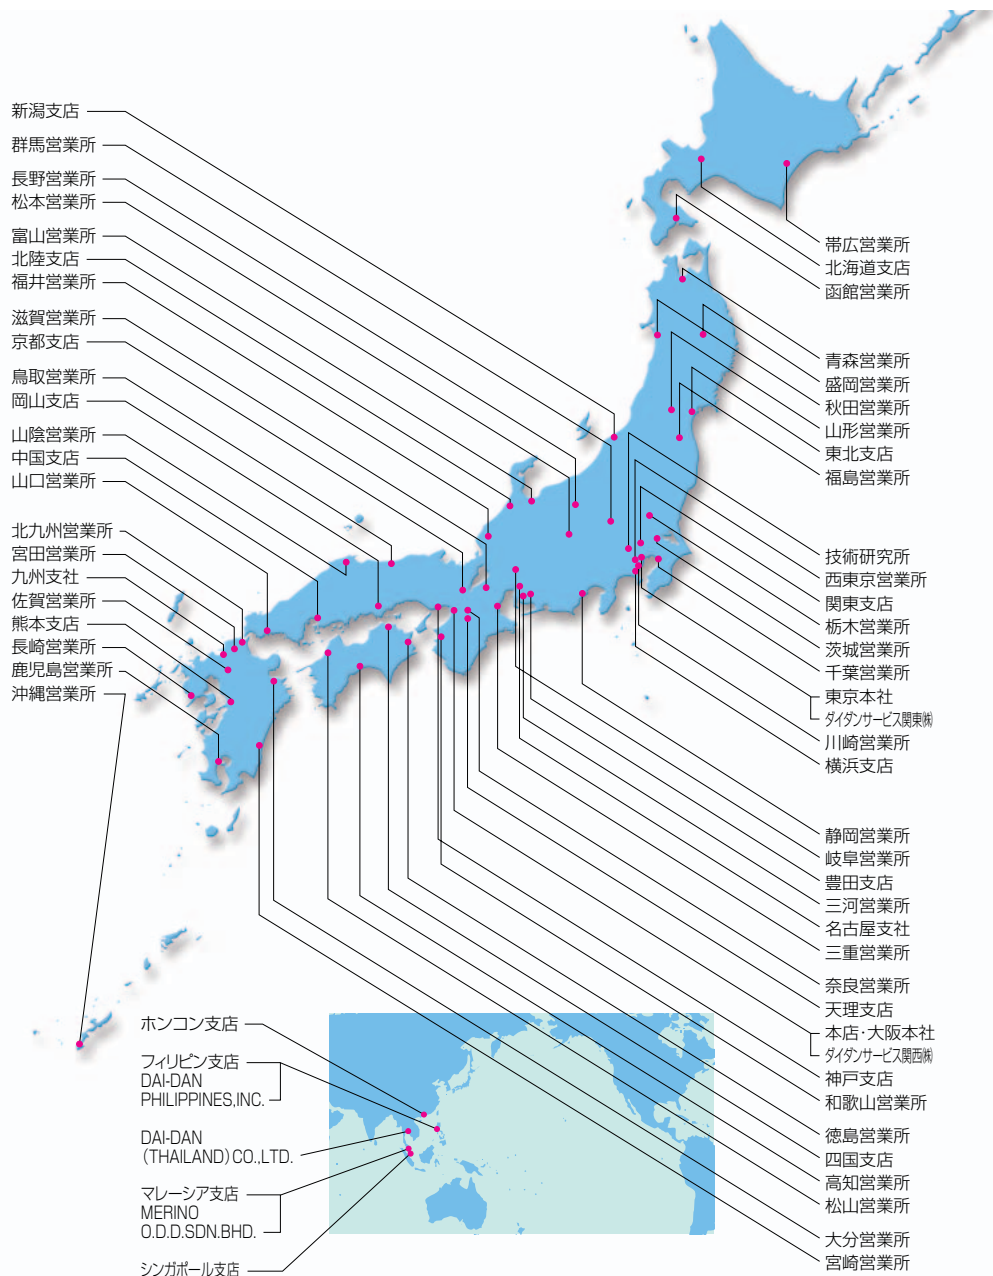 新潟支店
群馬営業所
長野営業所
松本営業所
富山営業所
北陸支店
福井営業所
滋賀営業所
京都支店
鳥取営業所
岡山支店
山陰営業所
中国支店
山口営業所
北九州営業所
宮田営業所
九州支社
佐賀営業所
熊本支店
長崎営業所
鹿児島営業所
沖縄営業所
帯広営業所
北海道支店
函館営業所
青森営業所
盛岡営業所
秋田営業所
山形営業所
東北支店
福島営業所
技術研究所
西東京営業所
関東支店
栃木営業所
茨城営業所
千葉営業所
東京本社
ダイダンサービス関東㈱
川崎営業所
横浜支店
静岡営業所
岐阜営業所
豊田支店
三河営業所
名古屋支社
三重営業所
奈良営業所
天理支店
本店・大阪本社
ダイダンサービス関西㈱
神戸支店
和歌山営業所
徳島営業所
四国支店
高知営業所
松山営業所
大分営業所
宮崎営業所
ホンコン支店
フィリピン支店
DAI-DAN
PHILIPPINES,INC.
DAI-DAN
(THAILAND)CO.,LTD.
マレーシア支店
MERINO
O.D.D.SDN.BHD.
シンガポール支店